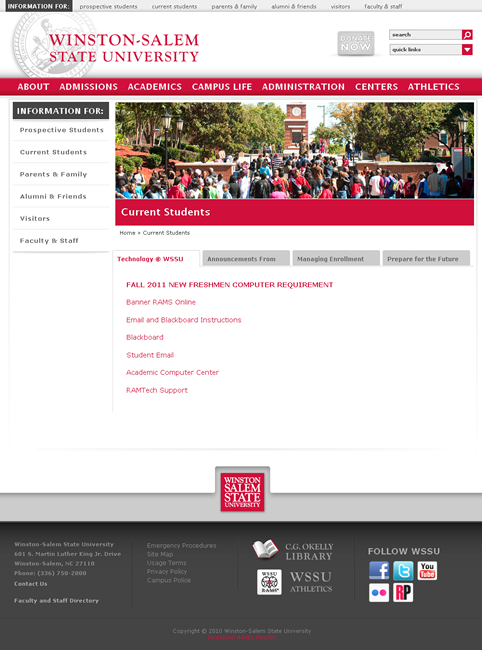 INFORMATION FOR: prospective students current students parents & family alumni & friends visitors faculty & staff
WINSTON-SALEM
STATE UNIVERSITY
DONATE
NOW
search
quick links
ABOUT ADMISSIONS ACADEMICS CAMPUS LIFE ADMINISTRATION CENTERS ATHLETICS
INFORMATION FOR:
Prospective Students
Current Students
Parents & Family
Alumni & Friends
Visitors
Faculty & Staff
Current Students
Home » Current Students
Technology @ WSSU Announcements From Managing Enrollment Prepare for the Future
FALL 2011 NEW FRESHMEN COMPUTER REQUIREMENT
Banner RAMS Online
Email and Blackboard Instructions
Blackboard
Student Email
Academic Computer Center
RAMTech Support
WINSTON
SALEM
STATE
UNIVERSITY
Winston-Salem State University
601 S. Martin Luther King Jr. Drive
Winston-Salem, NC 27110
Phone: (336) 750-2000
Contact Us
Faculty and Staff Directory
Emergency Procedures
Site Map
Usage Terms
Privacy Policy
Campus Police
C.G. O'KELLY
LIBRARY
WSSU
RAMS
WSSU
ATHLETICS
FOLLOW WSSU
You
Tube
RP
Copyright © 2010 Winston-Salem State University